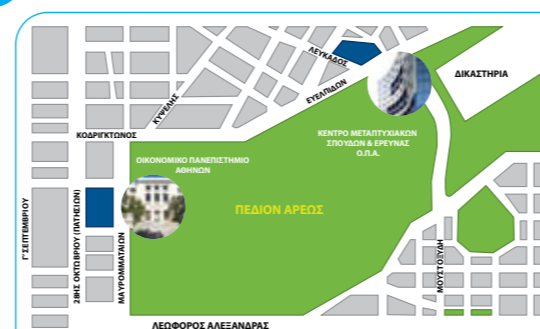 ΛΕΥΚΑΔΟΣ
ΚΥΨΕΛΗΣ
ΕΥΕΛΠΙΔΩΝ
ΔΙΚΑΣΤΗΡΙΑ
ΚΟΔΡΙΓΚΤΩΝΟΣ
ΚΕΝΤΡΟ ΜΕΤΑΠΤΥΧΙΑΚΩΝ
ΣΠΟΥΔΩΝ & ΕΡΕΥΝΑΣ
Ο.Π.Α.
ΟΙΚΟΝΟΜΙΚΟ ΠΑΝΕΠΙΣΤΗΜΙΟ
ΑΘΗΝΩΝ
ΠΕΔΙΟΝ ΑΡΕΩΣ
Γ' ΣΕΠΤΕΜΒΡΙΟΥ
28ΗΣ ΟΚΤΩΒΡΙΟΥ (ΠΑΤΗΣΙΩΝ)
ΜΑΥΡΟΜΜΑΤΑΙΩΝ
ΜΟΥΣΤΟΞΥΔΗ
ΛΕΩΦΟΡΟΣ ΑΛΕΞΑΝΔΡΑΣ